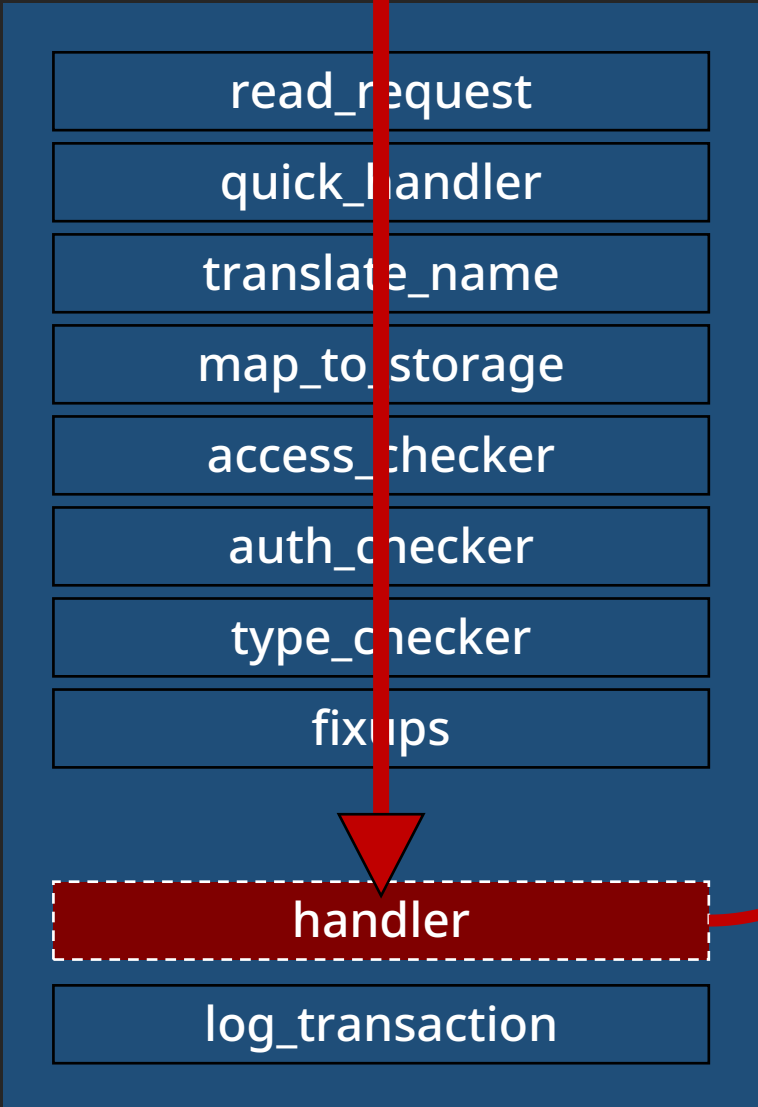 read_request
quick_handler
translate_name
map_to_storage
access_checker
auth_checker
type_checker
fixups
handler
log_transaction